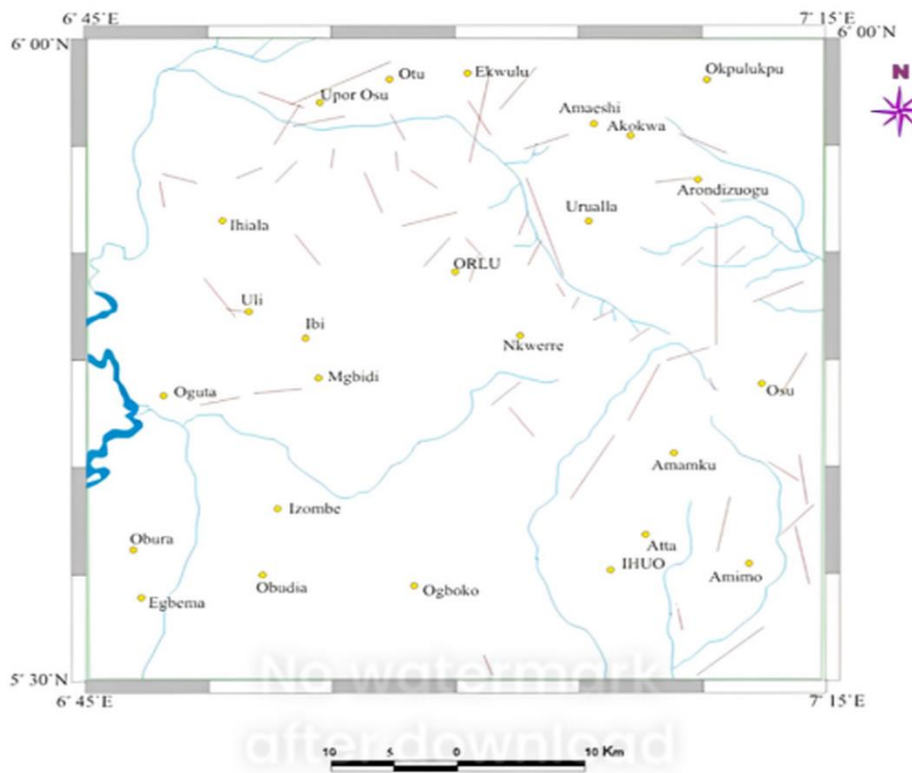 6° 45'E
7° 15'E
6° 00'N
6° 00'N
N
Otu
Ekwulu
Okpulukpu
Upor Osu
Amaeshi
Akokwa
Arondizuogu
Urualla
Ihiala
ORLU
Uli
Ibi
Nkwerre
Mgbidi
Oguta
Osu
Amamku
Izombe
Obura
Atta
IHUO
Amimo
Obudia
Ogboko
Egbema
5° 30'N
6° 45'E
7° 15'E
No watermark
after download
10 5 0 10 Km